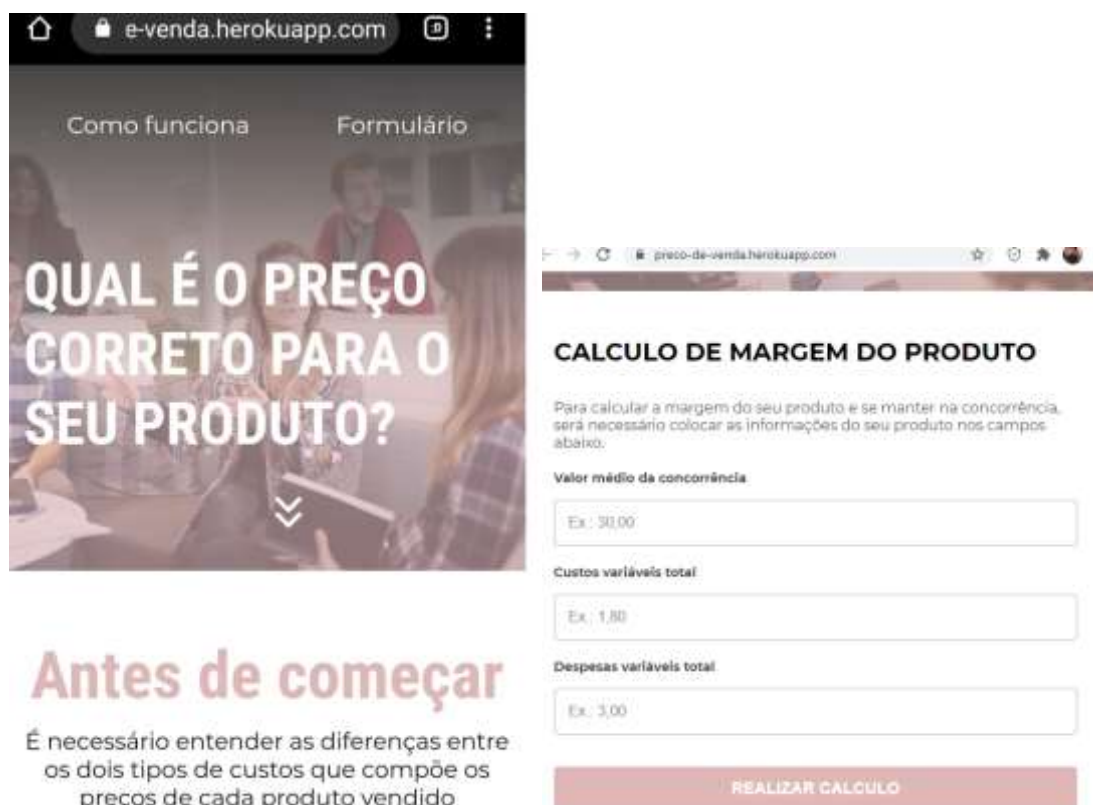 e-venda.herokuapp.com
Como funciona Formulário
QUAL É O PREÇO
CORRETO PARA O
SEU PRODUTO?
Antes de começar
É necessário entender as diferenças entre
os dois tipos de custos que compõe os
preços de cada produto vendido
preco-de-venda.herokuapp.com
CALCULO DE MARGEM DO PRODUTO
Para calcular a margem do seu produto e se manter na concorrência,
será necessário colocar as informações do seu produto nos campos
abaixo.
Valor médio da concorrência
Ex.: 30,00
Custos variáveis total
Ex.: 1,80
Despesas variáveis total
Ex.: 3,00
REALIZAR CALCULO